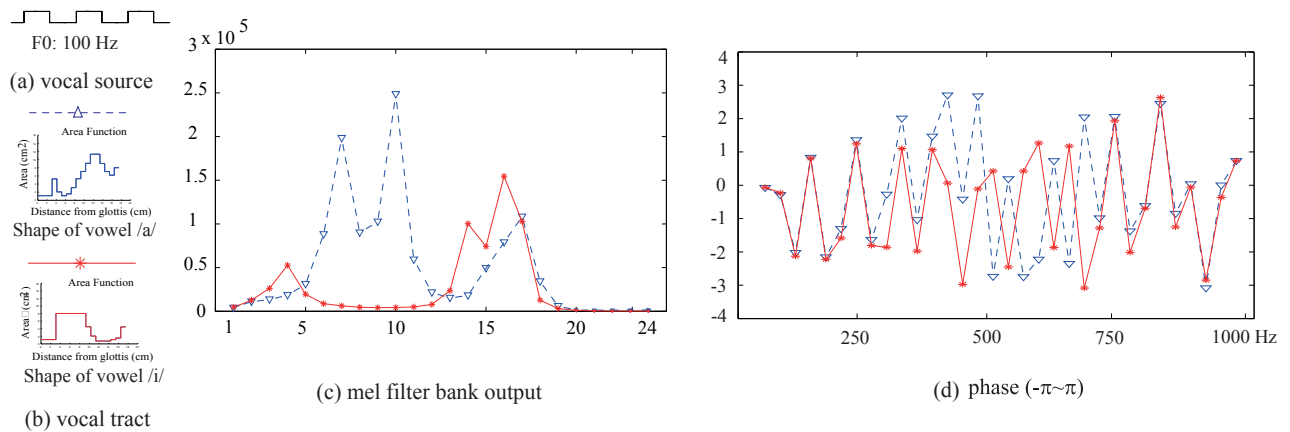 F0: 100 Hz
(a) vocal source
Area Function
Area (cm2)
Distance from glottis (cm)
Shape of vowel /a/
Area Function
Area□(
Distance from glottis (cm)
Shape of vowel /i/
(b) vocal tract
3 x 10 5
2.5
2
1.5
1
0.5
0
1 5 10 15 20 24
(c) mel filter bank output
4
3
2
1
0
-1
-2
-3
-4
250 500 750 1000 Hz
(d) phase (-π~π)